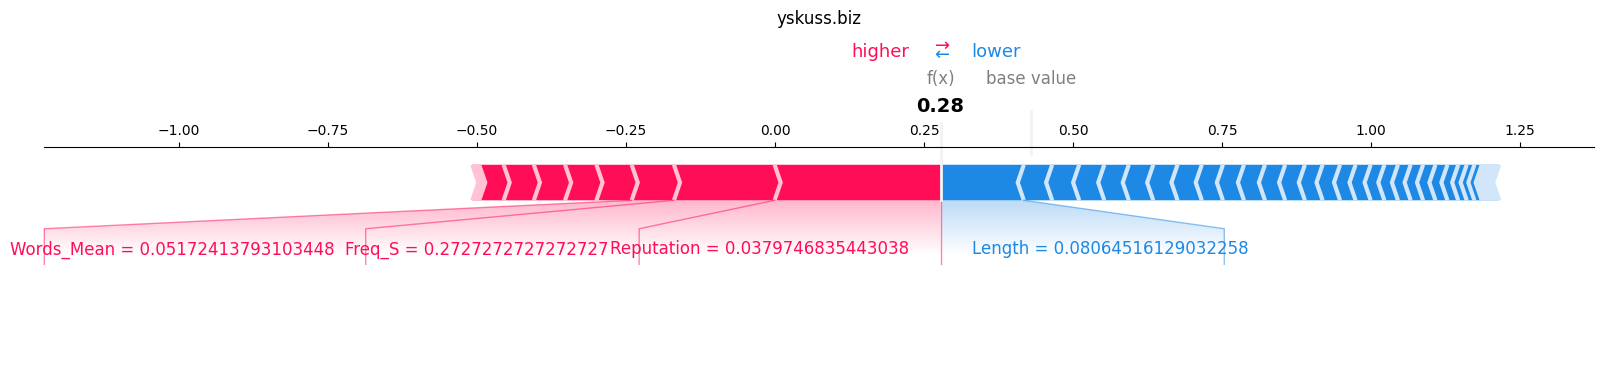 yskuss.biz
higher → ← lower
f(x) base value
0.28
−1.00 −0.75 −0.50 −0.25 0.00 0.25 0.50 0.75 1.00 1.25
Words_Mean = 0.05172413793103448 Freq_S = 0.2727272727272727 Reputation = 0.0379746835443038 Length = 0.08064516129032258